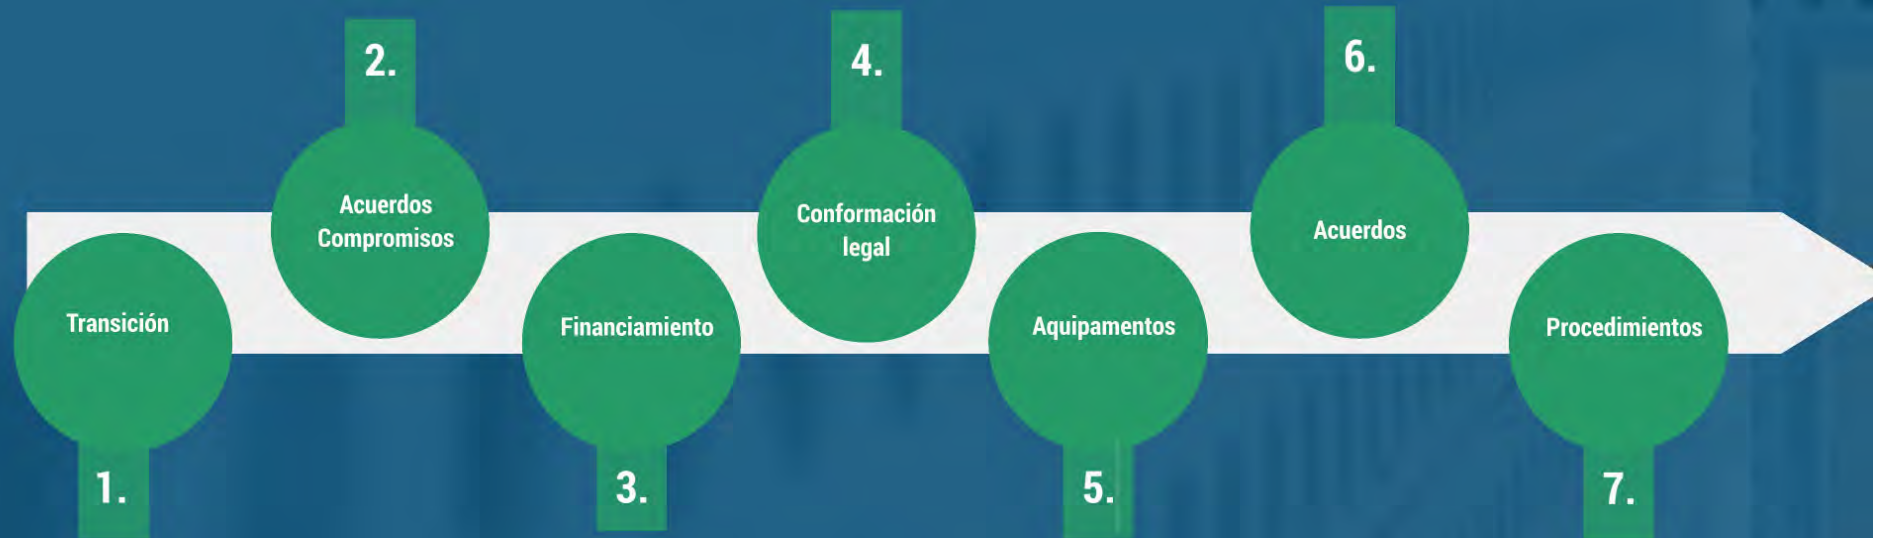 1.
Transición
2.
Acuerdos
Compromisos
3.
Financiamiento
4.
Conformación
legal
5.
Aquipamentos
6.
Acuerdos
7.
Procedimientos